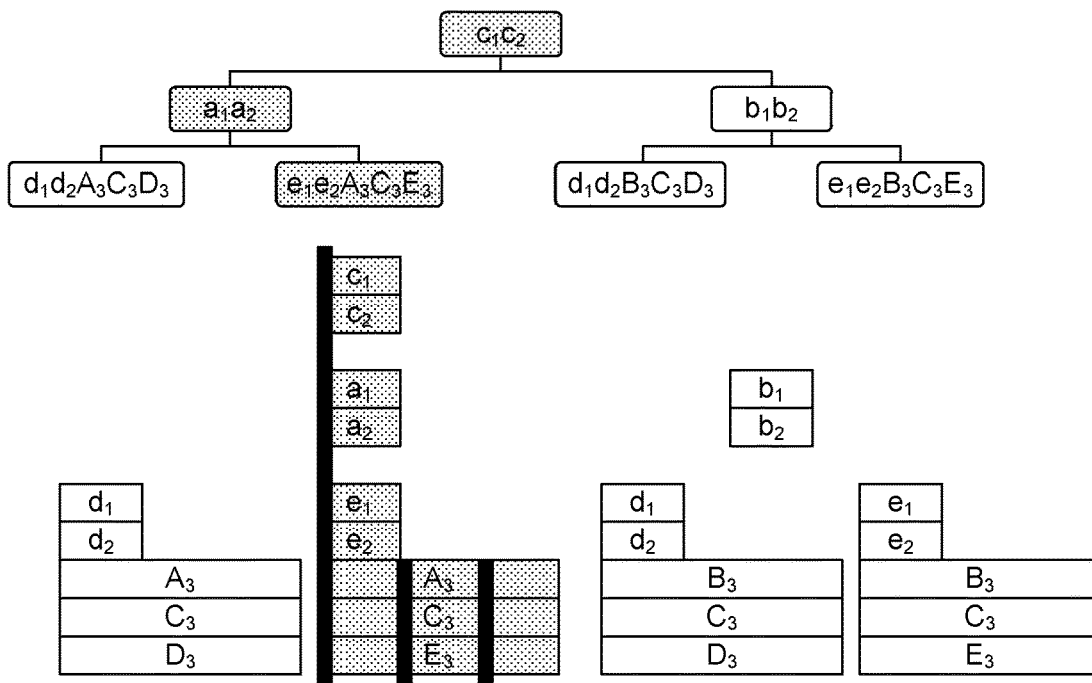 c₁c₂
a₁a₂ b₁b₂
d₁d₂A₃C₃D₃ e₁e₂A₃C₃E₃ d₁d₂B₃C₃D₃ e₁e₂B₃C₃E₃
c₁
c₂
a₁ b₁
a₂ b₂
d₁ e₁ d₁ e₁
d₂ e₂ d₂ e₂
A₃ A₃ B₃ B₃
C₃ C₃ C₃ C₃
D₃ E₃ D₃ E₃